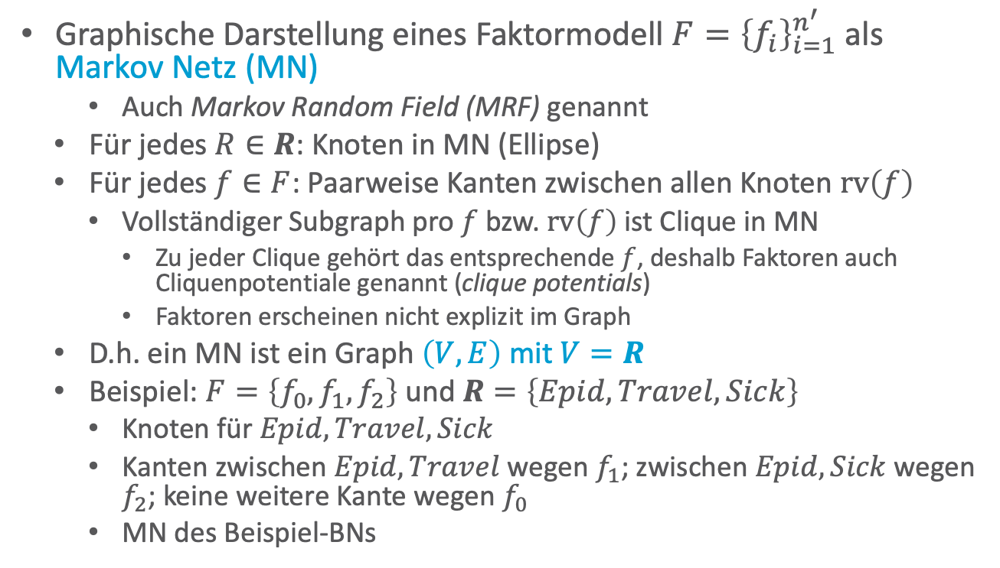 • Graphische Darstellung eines Faktormodell $F = \{f_i\}_{i=1}^{n'}$ als
Markov Netz (MN)
• Auch Markov Random Field (MRF) genannt
• Für jedes $R \in \boldsymbol{R}$: Knoten in MN (Ellipse)
• Für jedes $f \in F$: Paarweise Kanten zwischen allen Knoten $\mathrm{rv}(f)$
• Vollständiger Subgraph pro $f$ bzw. $\mathrm{rv}(f)$ ist Clique in MN
• Zu jeder Clique gehört das entsprechende $f$, deshalb Faktoren auch
Cliquenpotentiale genannt (clique potentials)
• Faktoren erscheinen nicht explizit im Graph
• D.h. ein MN ist ein Graph $(V, E)$ mit $V = \boldsymbol{R}$
• Beispiel: $F = \{f_0, f_1, f_2\}$ und $\boldsymbol{R} = \{Epid, Travel, Sick\}$
• Knoten für $Epid, Travel, Sick$
• Kanten zwischen $Epid, Travel$ wegen $f_1$; zwischen $Epid, Sick$ wegen
$f_2$; keine weitere Kante wegen $f_0$
• MN des Beispiel-BNs